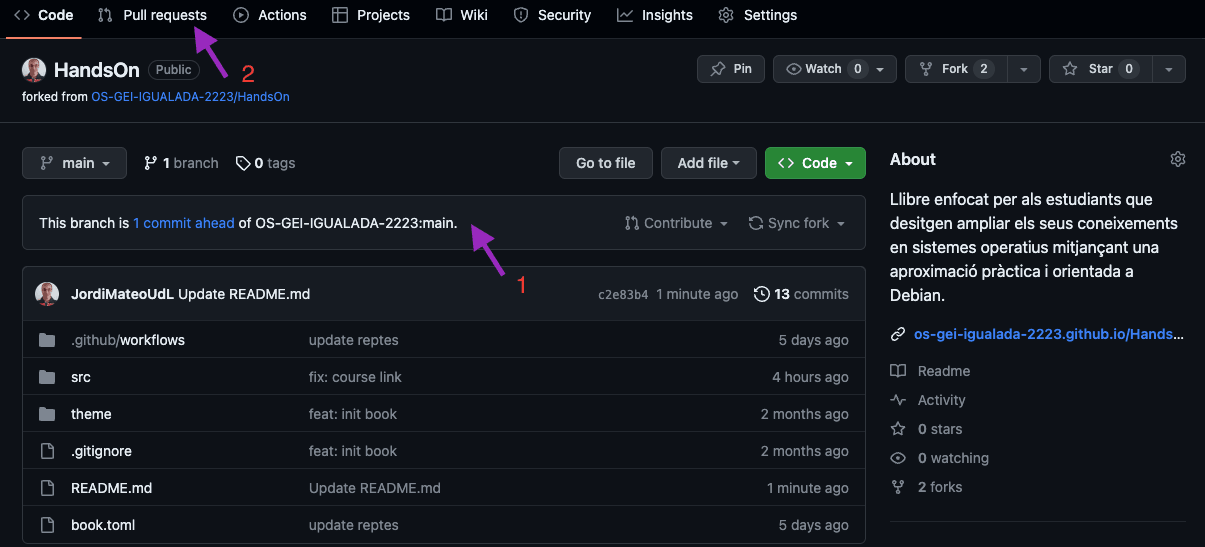 <> Code Pull requests Actions Projects Wiki Security Insights Settings
2
HandsOn Public Pin Watch 0 Fork 2 Star 0
forked from OS-GEI-IGUALADA-2223/HandsOn
main 1 branch 0 tags Go to file Add file <> Code
This branch is 1 commit ahead of OS-GEI-IGUALADA-2223:main. Contribute Sync fork
1
JordiMateoUdL Update README.md c2e83b4 1 minute ago 13 commits
.github/workflows update reptes 5 days ago
src fix: course link 4 hours ago
theme feat: init book 2 months ago
.gitignore feat: init book 2 months ago
README.md Update README.md 1 minute ago
book.toml update reptes 5 days ago
About
Llibre enfocat per als estudiants que
desitgen ampliar els seus coneixements
en sistemes operatius mitjançant una
aproximació pràctica i orientada a
Debian.
os-gei-igualada-2223.github.io/Hands...
Readme
Activity
0 stars
0 watching
2 forks